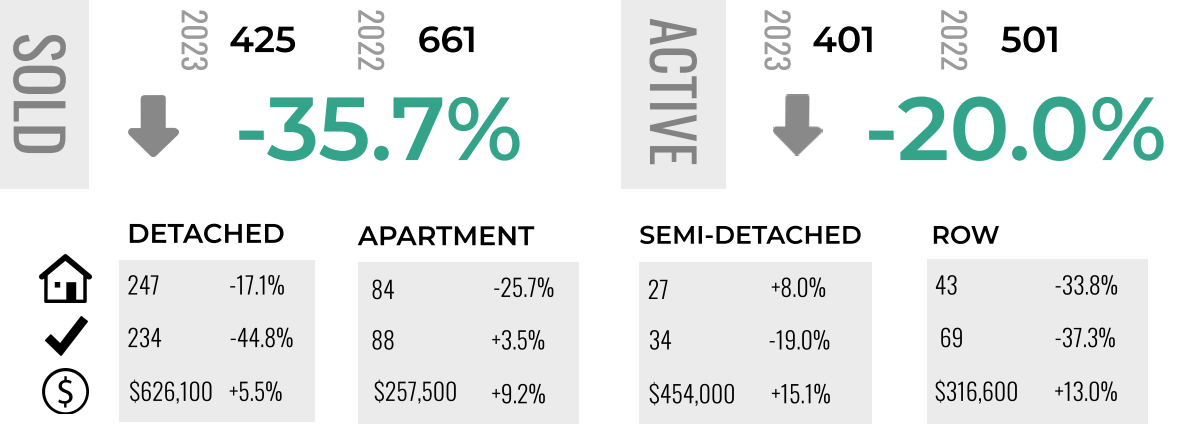 SOLD
2023 425 2022 661
-35.7%
ACTIVE
2023 401 2022 501
-20.0%
DETACHED
247 -17.1%
234 -44.8%
$626,100 +5.5%
APARTMENT
84 -25.7%
88 +3.5%
$257,500 +9.2%
SEMI-DETACHED
27 +8.0%
34 -19.0%
$454,000 +15.1%
ROW
43 -33.8%
69 -37.3%
$316,600 +13.0%
$